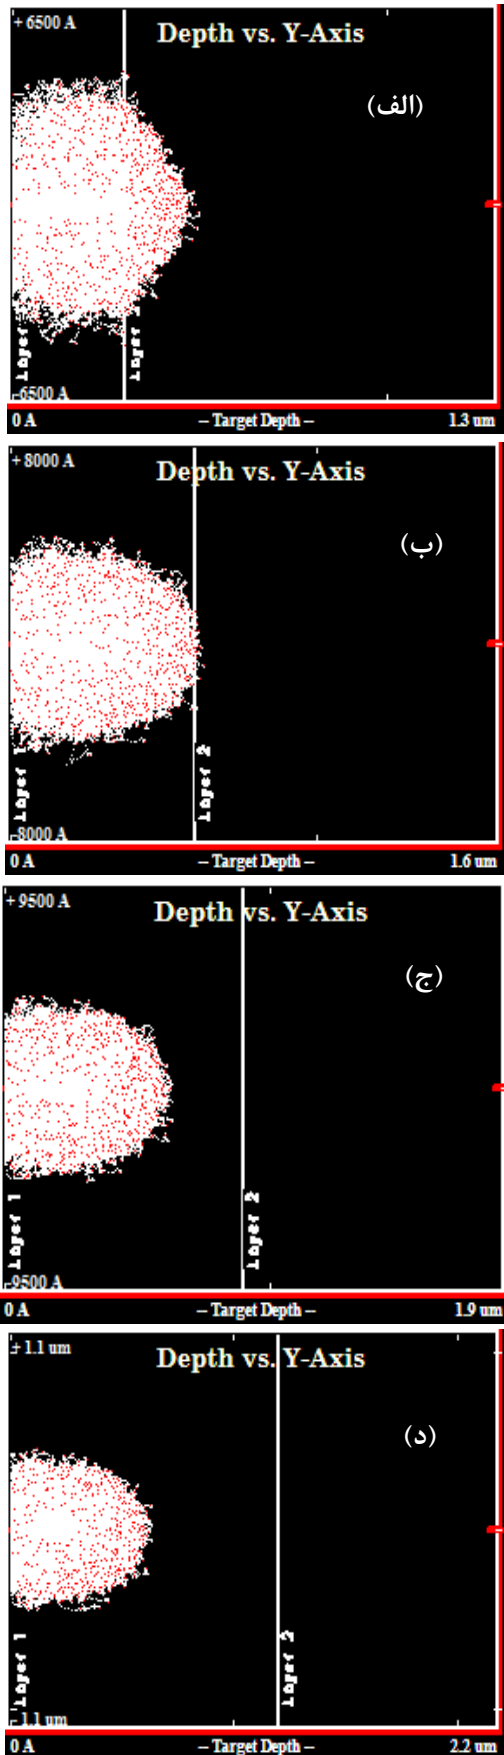 + 6500 A
Depth vs. Y-Axis
(الف)
Layer 1
Layer 2
-6500 A
0 A
-- Target Depth --
1.3 um
+ 8000 A
Depth vs. Y-Axis
(ب)
Layer 1
Layer 2
-8000 A
0 A
-- Target Depth --
1.6 um
+ 9500 A
Depth vs. Y-Axis
(ج)
Layer 1
Layer 2
-9500 A
0 A
-- Target Depth --
1.9 um
+ 1.1 um
Depth vs. Y-Axis
(د)
Layer 1
Layer 2
- 1.1 um
0 A
-- Target Depth --
2.2 um